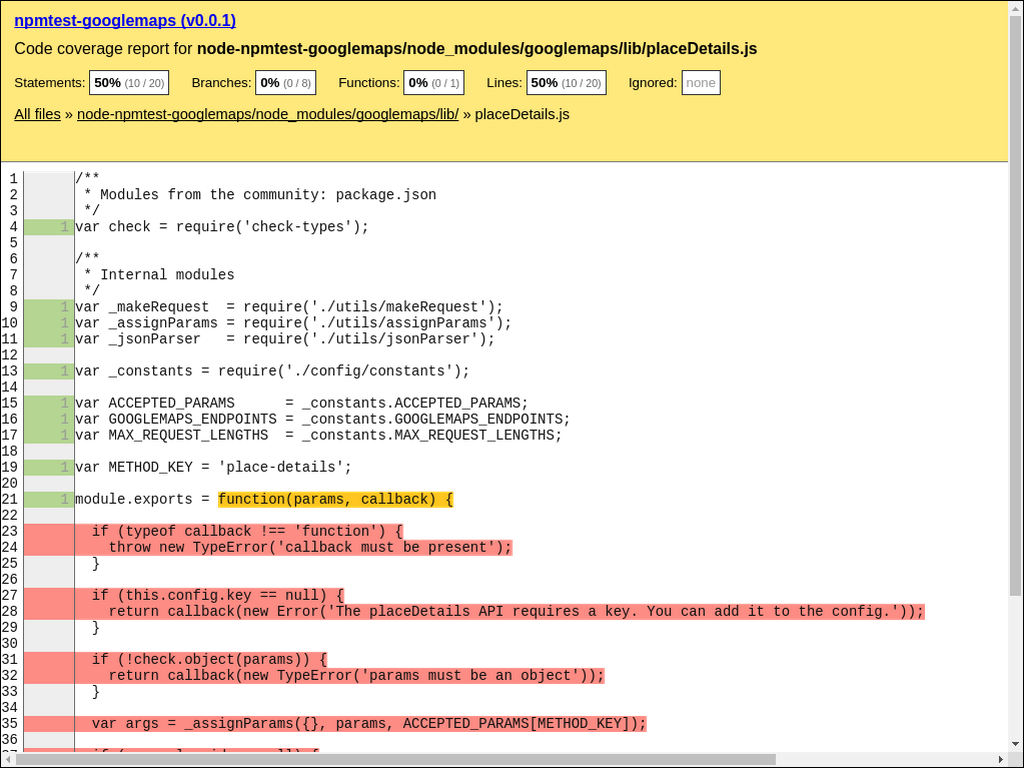 npmtest-googlemaps (v0.0.1)
Code coverage report for node-npmtest-googlemaps/node_modules/googlemaps/lib/placeDetails.js
Statements: 50% (10 / 20) Branches: 0% (0 / 8) Functions: 0% (0 / 1) Lines: 50% (10 / 20) Ignored: none
All files » node-npmtest-googlemaps/node_modules/googlemaps/lib/ » placeDetails.js
1 /**
2  * Modules from the community: package.json
3  */
4 1 var check = require('check-types');
5
6 /**
7  * Internal modules
8  */
9 1 var _makeRequest  = require('./utils/makeRequest');
10 1 var _assignParams = require('./utils/assignParams');
11 1 var _jsonParser   = require('./utils/jsonParser');
12
13 1 var _constants = require('./config/constants');
14
15 1 var ACCEPTED_PARAMS      = _constants.ACCEPTED_PARAMS;
16 1 var GOOGLEMAPS_ENDPOINTS = _constants.GOOGLEMAPS_ENDPOINTS;
17 1 var MAX_REQUEST_LENGTHS  = _constants.MAX_REQUEST_LENGTHS;
18
19 1 var METHOD_KEY = 'place-details';
20
21 1 module.exports = function(params, callback) {
22
23   if (typeof callback !== 'function') {
24     throw new TypeError('callback must be present');
25   }
26
27   if (this.config.key == null) {
28     return callback(new Error('The placeDetails API requires a key. You can add it to the config.'));
29   }
30
31   if (!check.object(params)) {
32     return callback(new TypeError('params must be an object'));
33   }
34
35   var args = _assignParams({}, params, ACCEPTED_PARAMS[METHOD_KEY]);
36